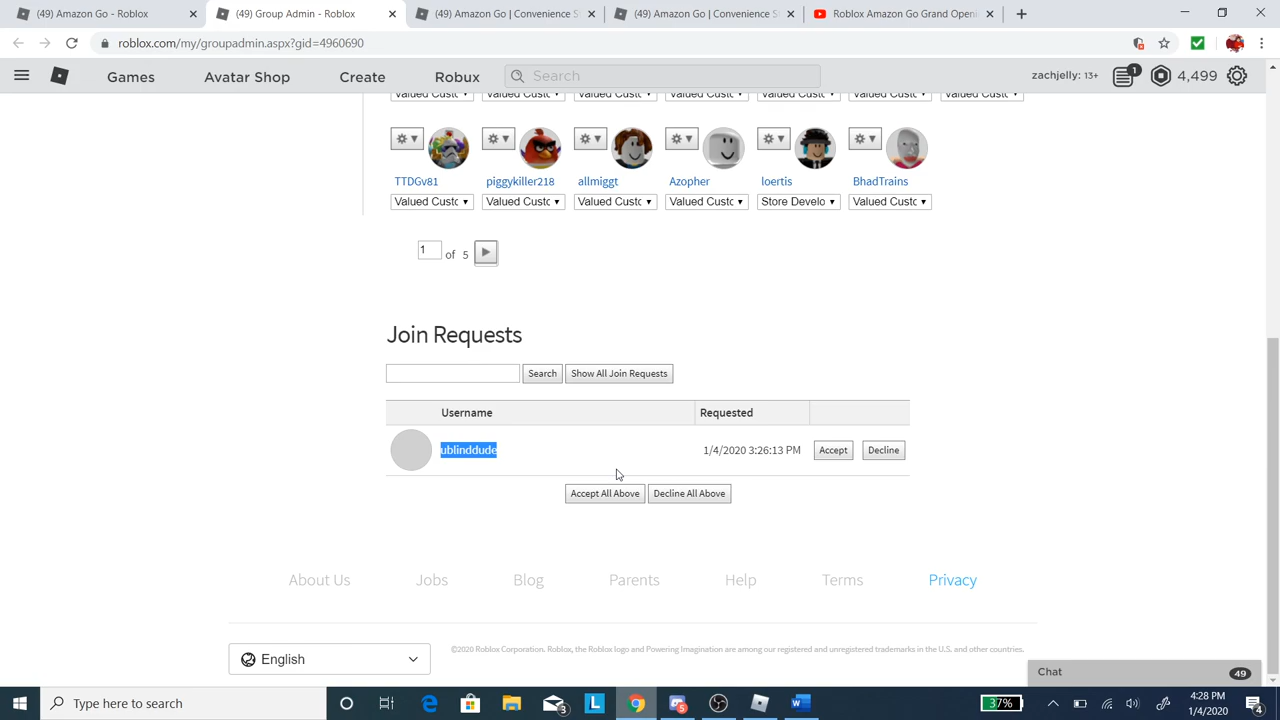 (49) Amazon Go - Roblox
(49) Group Admin - Roblox
(49) Amazon Go | Convenience S
(49) Amazon Go | Convenience S
Roblox Amazon Go Grand Openi
roblox.com/my/groupadmin.aspx?gid=4960690
Games Avatar Shop Create Robux Search zachjelly: 13+ 1 4,499
Valued Custc Valued Custc Valued Custc Valued Custc Valued Custc Valued Custc Valued Custc
TTDGv81 piggykiller218 allmiggt Azopher loertis BhadTrains
Valued Custc Valued Custc Valued Custc Valued Custc Store Develo Valued Custc
1 of 5
Join Requests
Search Show All Join Requests
Username Requested
ublinddude 1/4/2020 3:26:13 PM Accept Decline
Accept All Above Decline All Above
About Us Jobs Blog Parents Help Terms Privacy
English
©2020 Roblox Corporation. Roblox, the Roblox logo and Powering Imagination are among our registered and unregistered trademarks in the U.S. and other countries.
Chat 49
Type here to search 3 L 5 37% 4:28 PM
1/4/2020 4